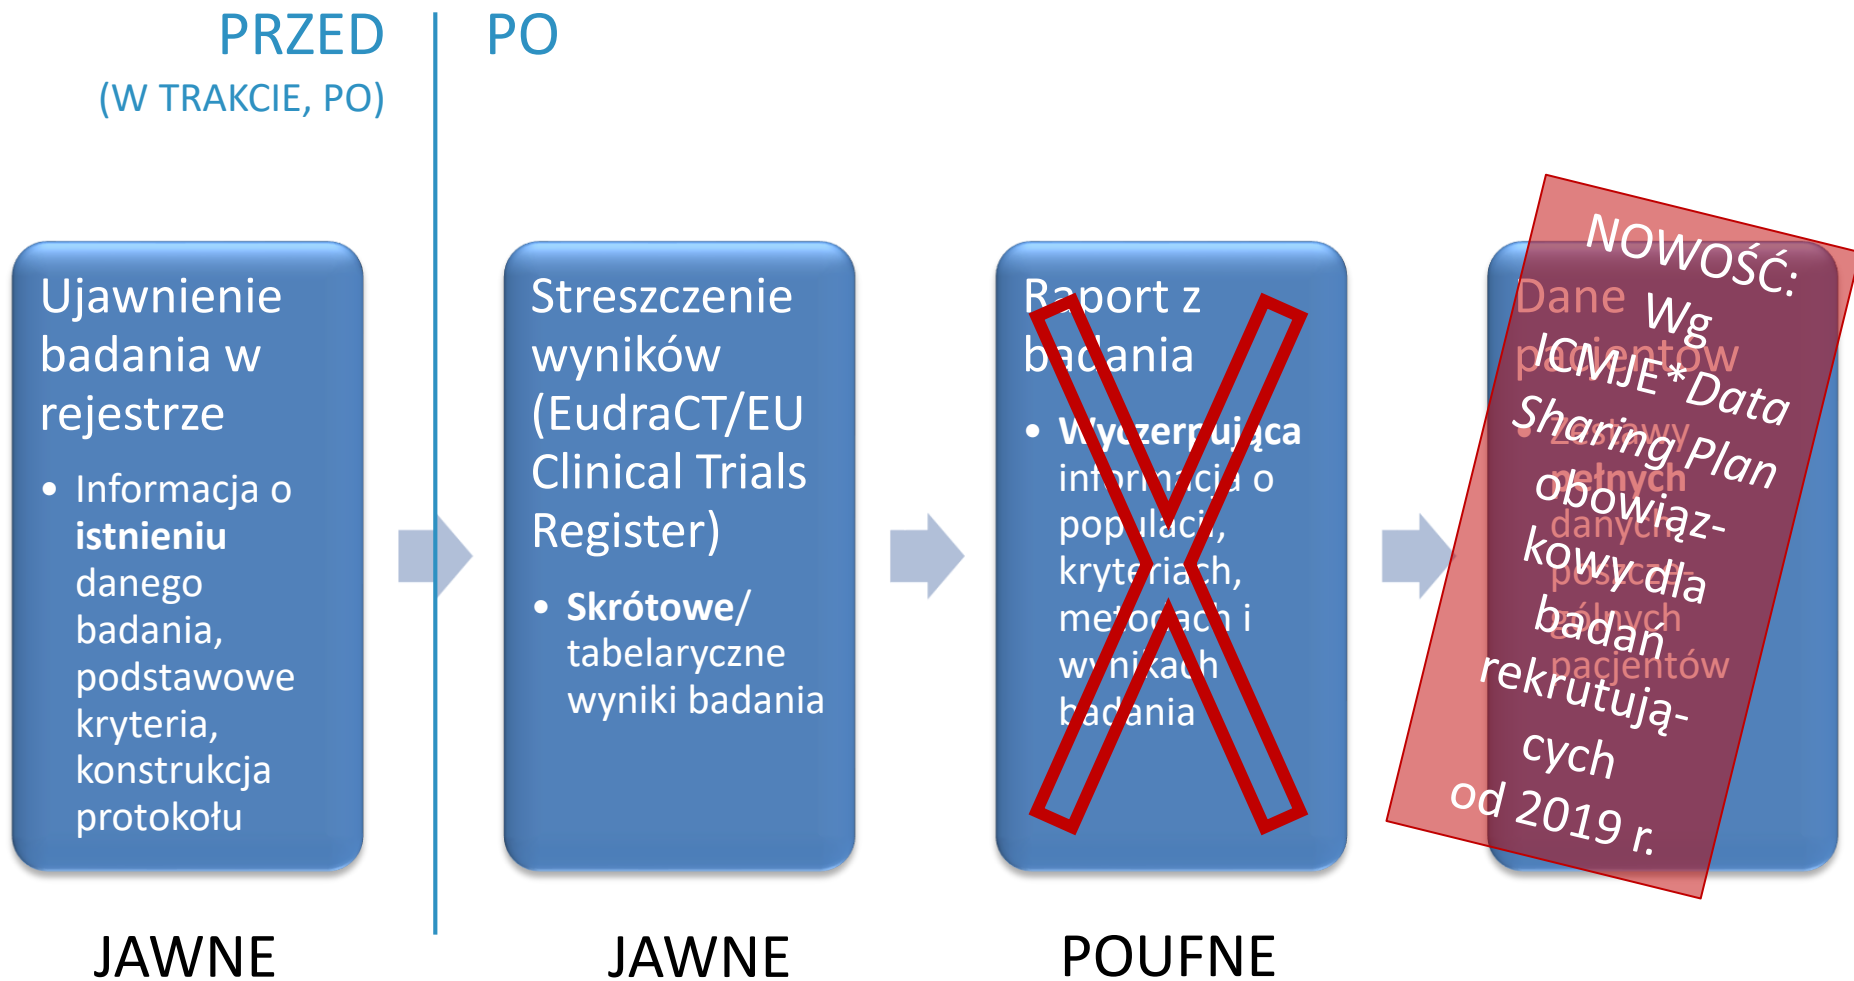 PRZED
(W TRAKCIE, PO)
PO
Ujawnienie
badania w
rejestrze
• Informacja o
istnieniu
danego
badania,
podstawowe
kryteria,
konstrukcja
protokołu
JAWNE
Streszczenie
wyników
(EudraCT/EU
Clinical Trials
Register)
• Skrótowe/
tabelaryczne
wyniki badania
JAWNE
Raport z
badania
• Wyczerpująca
informacja o
populacji,
kryteriach,
metodach i
wynikach
badania
POUFNE
Dane
pacjentów
• Zestawy
pełnych
danych
poszcze-
gólnych
pacjentów
NOWOŚĆ:
Wg
ICMJE*Data
Sharing Plan
obowiąz-
kowy dla
badań
rekrutują-
cych
od 2019 r.